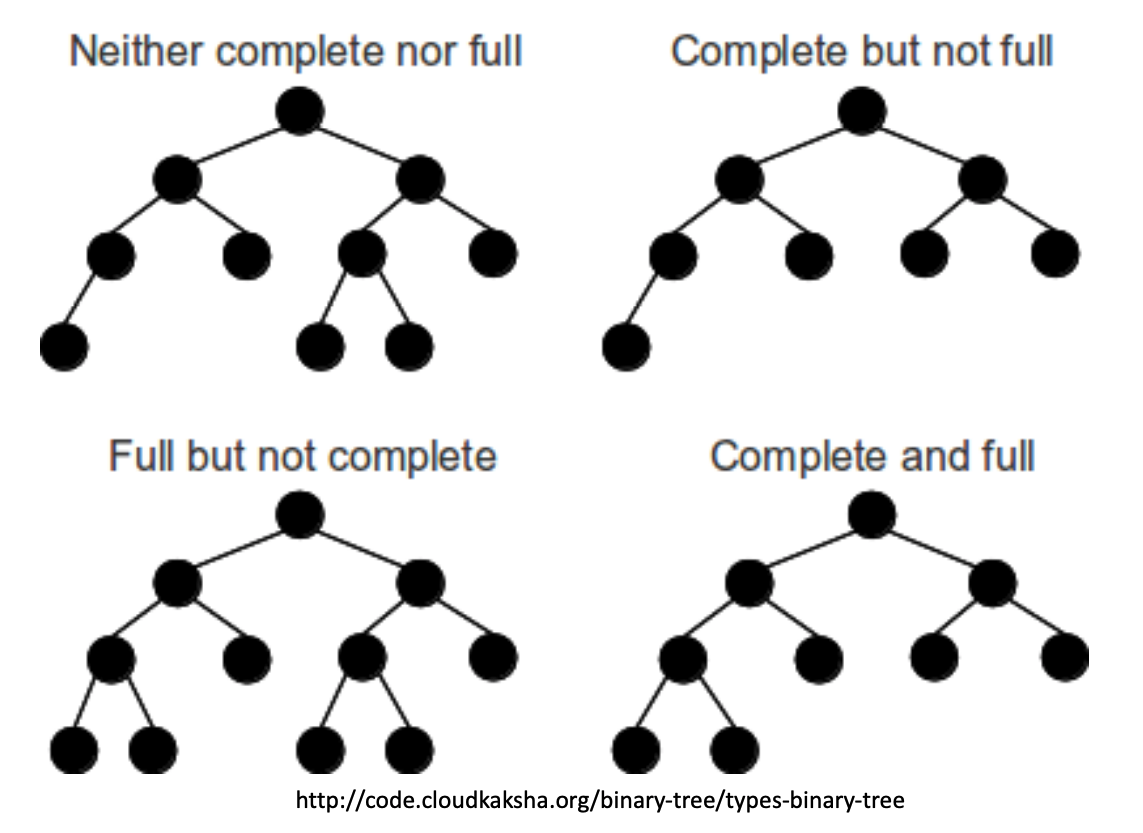 Neither complete nor full
Complete but not full
Full but not complete
Complete and full
http://code.cloudkaksha.org/binary-tree/types-binary-tree